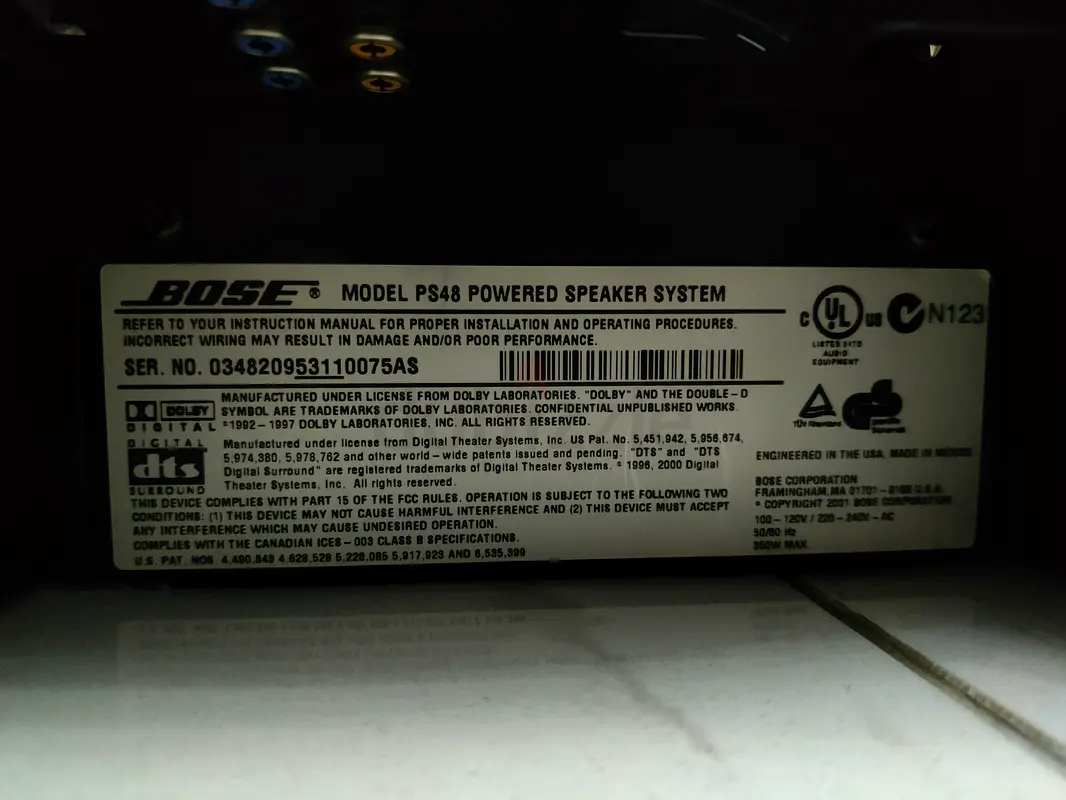 BOSE® MODEL PS48 POWERED SPEAKER SYSTEM
REFER TO YOUR INSTRUCTION MANUAL FOR PROPER INSTALLATION AND OPERATING PROCEDURES.
INCORRECT WIRING MAY RESULT IN DAMAGE AND/OR POOR PERFORMANCE.
SER. NO. 034820953110075AS
C UL US N123
LISTED
AUDIO
EQUIPMENT
DOLBY
DIGITAL
MANUFACTURED UNDER LICENSE FROM DOLBY LABORATORIES. "DOLBY" AND THE DOUBLE-D
SYMBOL ARE TRADEMARKS OF DOLBY LABORATORIES. CONFIDENTIAL UNPUBLISHED WORKS.
©1992-1997 DOLBY LABORATORIES, INC. ALL RIGHTS RESERVED.
DIGITAL
dts
SURROUND
Manufactured under license from Digital Theater Systems, Inc. US Pat. No. 5,451,942, 5,956,674,
5,974,380, 5,978,762 and other world-wide patents issued and pending. "DTS" and "DTS
Digital Surround" are registered trademarks of Digital Theater Systems. © 1996, 2000 Digital
Theater Systems, Inc. All rights reserved.
THIS DEVICE COMPLIES WITH PART 15 OF THE FCC RULES. OPERATION IS SUBJECT TO THE FOLLOWING TWO
CONDITIONS: (1) THIS DEVICE MAY NOT CAUSE HARMFUL INTERFERENCE AND (2) THIS DEVICE MUST ACCEPT
ANY INTERFERENCE WHICH MAY CAUSE UNDESIRED OPERATION.
COMPLIES WITH THE CANADIAN ICES-003 CLASS B SPECIFICATIONS.
U.S. PAT. NOS. 4,490,843 4,628,528 5,228,085 5,917,923 AND 6,535,399
TÜV Rheinland
ENGINEERED IN THE USA, MADE IN MEXICO
BOSE CORPORATION
FRAMINGHAM, MA 01701-9168 U.S.A.
© COPYRIGHT 2001 BOSE CORPORATION
100-120V / 220-240V-AC
50/60 Hz
350W MAX.